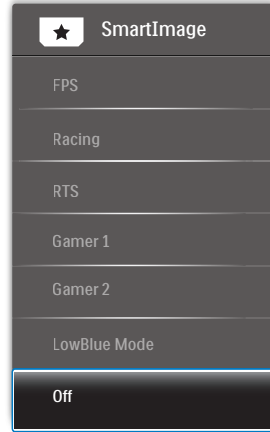 SmartImage
FPS
Racing
RTS
Gamer 1
Gamer 2
LowBlue Mode
Off